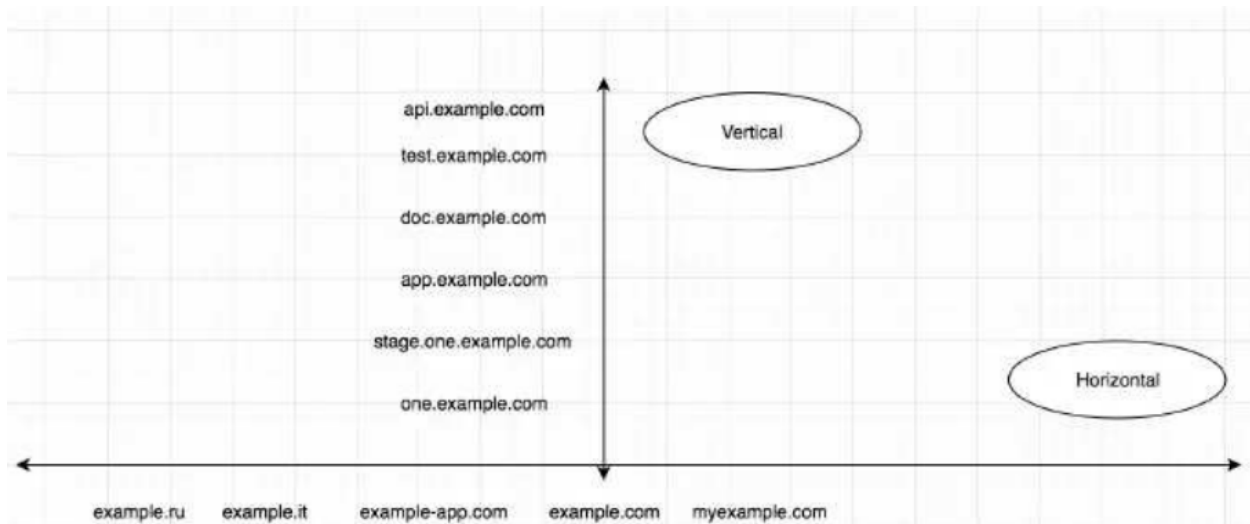 api.example.com
Vertical
test.example.com
doc.example.com
app.example.com
stage.one.example.com
Horizontal
one.example.com
example.ru example.it example-app.com example.com myexample.com